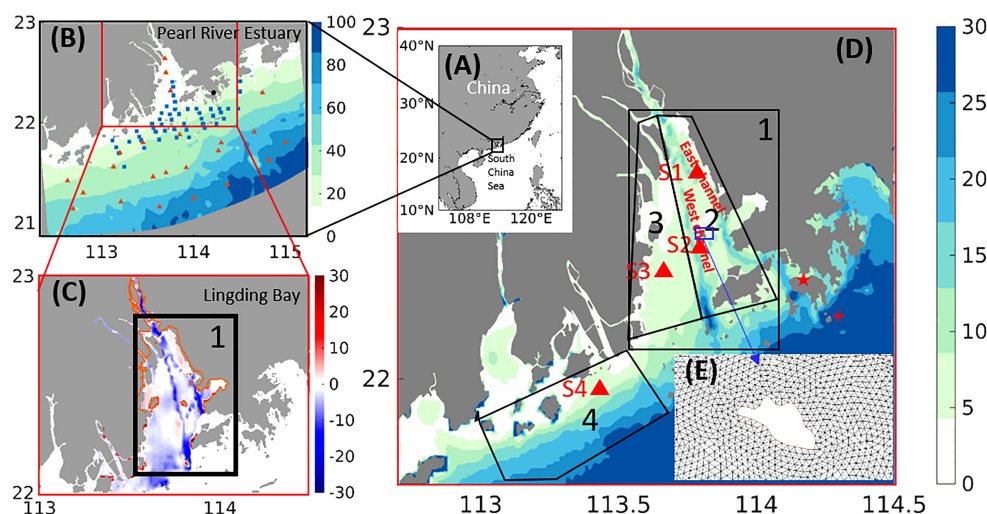 23
(B)
Pearl River Estuary
22
21
113
114
115
100
80
60
40
20
0
(A)
China
South
China
Sea
40°N
30°N
20°N
10°N
108°E
120°E
(C)
Lingding Bay
1
23
22
113
114
30
20
10
0
-10
-20
-30
(D)
23
22
1
2
3
4
East channel
West channel
S1
S2
S3
S4
(E)
113
113.5
114
114.5
30
25
20
15
10
5
0